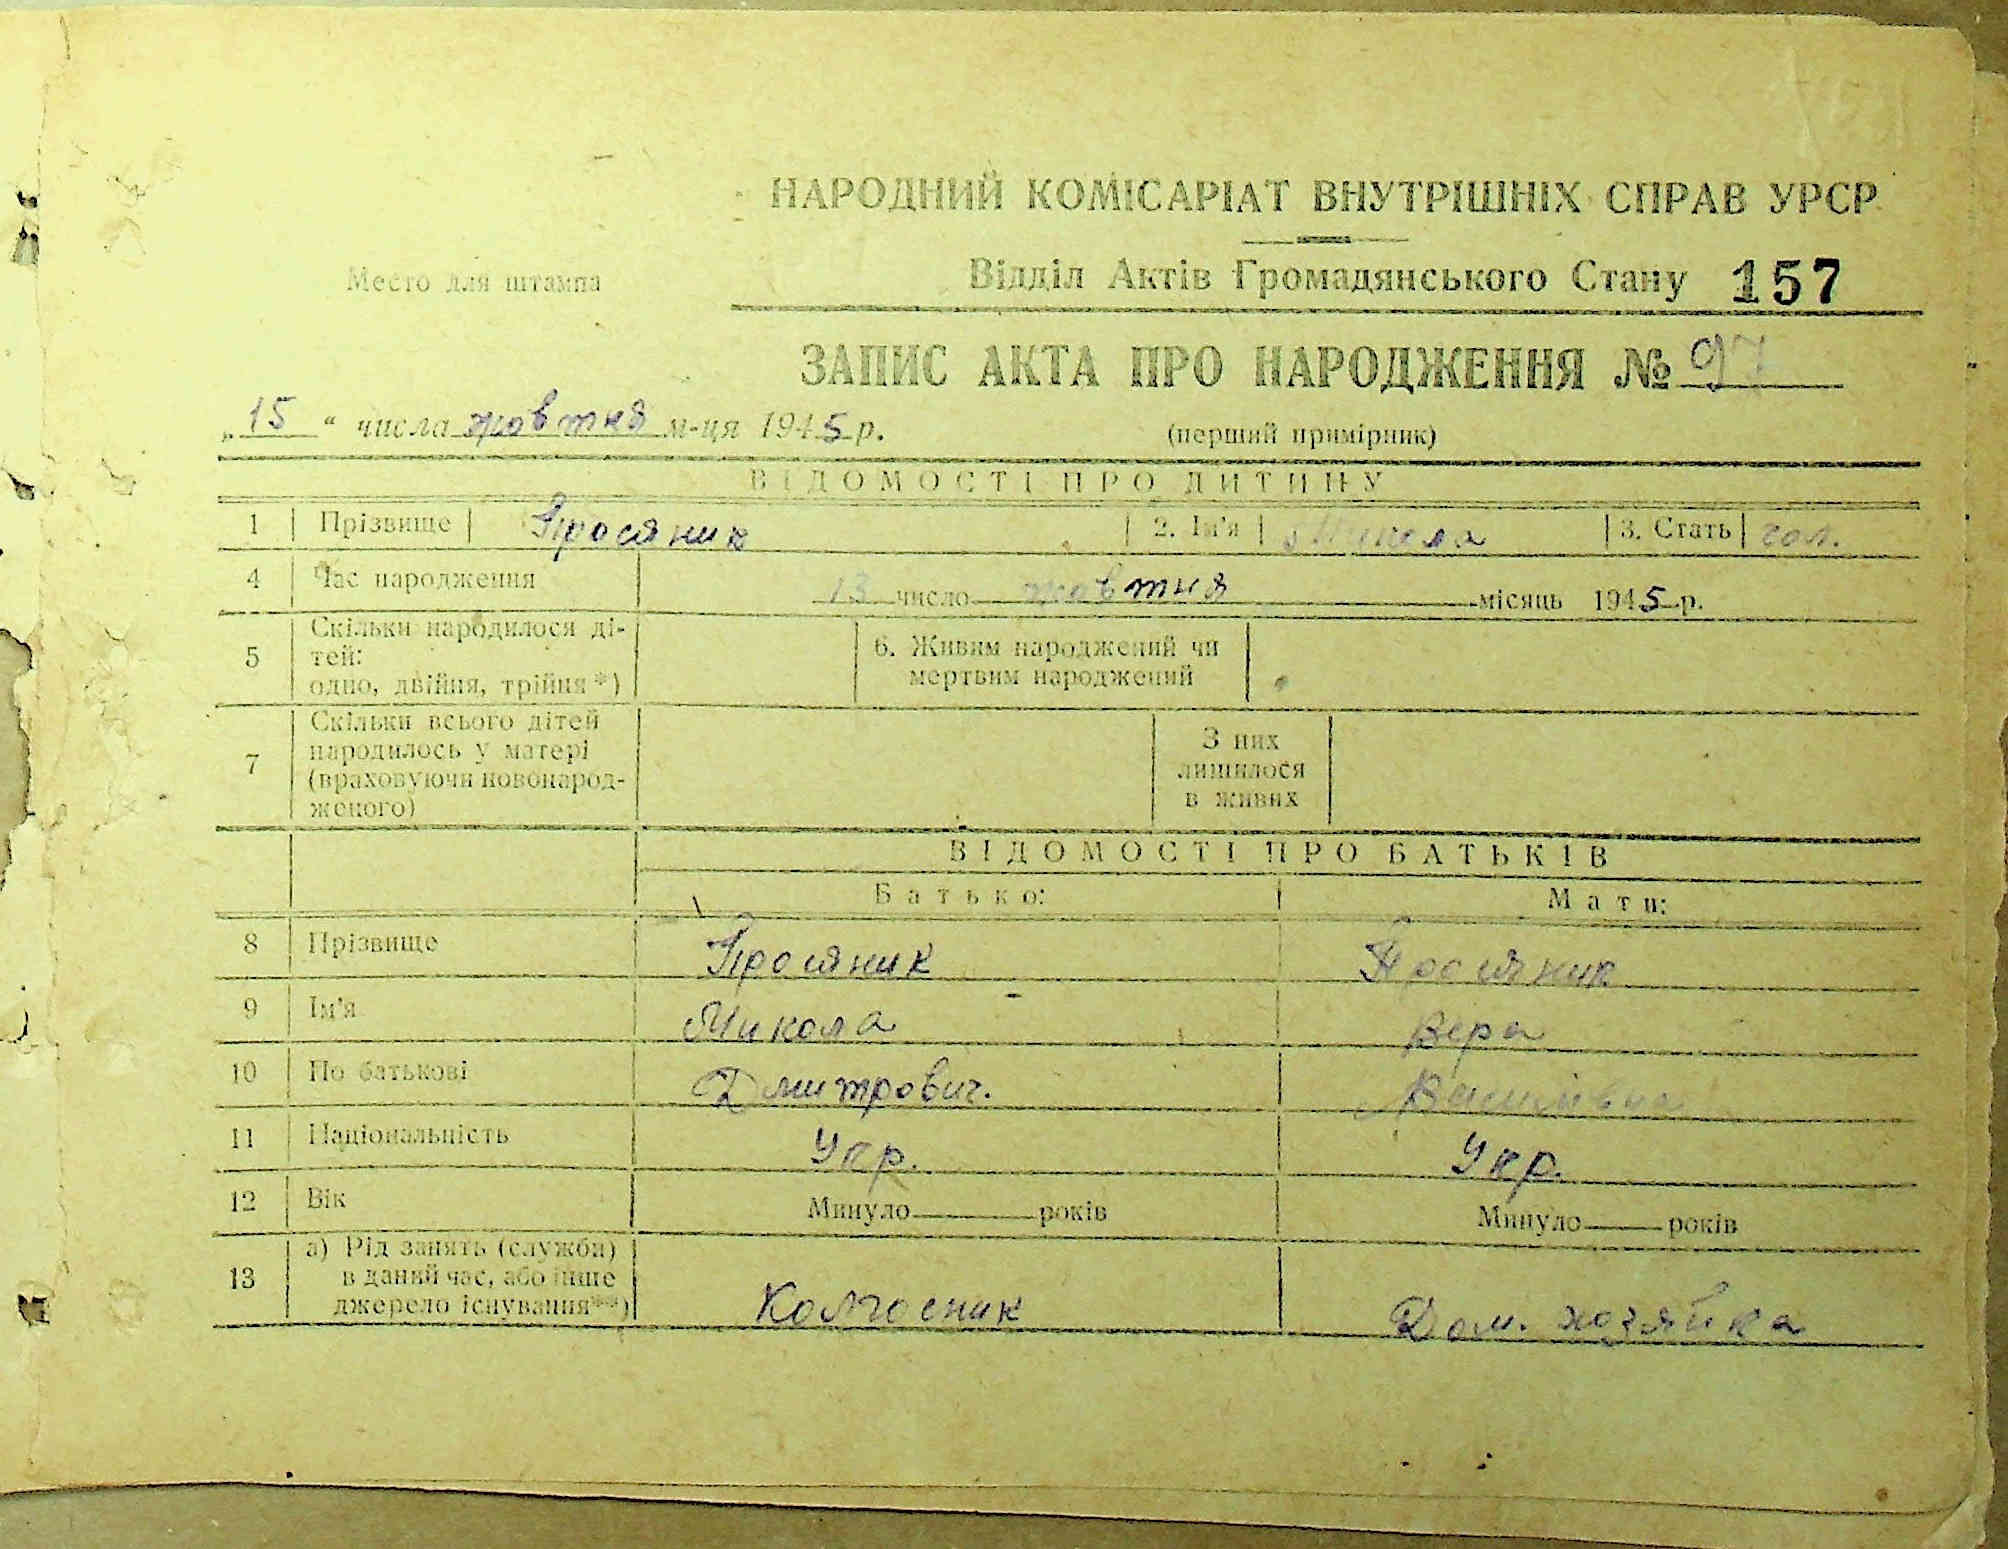 НАРОДНИЙ КОМІСАРІАТ ВНУТРІШНІХ СПРАВ УРСР
Место для штампа
Відділ Актів Громадянського Стану 157
ЗАПИС АКТА ПРО НАРОДЖЕННЯ № 97
„15“ числа жовтня м-ця 1945 р.
(перший примірник)
ВІДОМОСТІ ПРО ДИТИНУ
1 Прізвище Просяник 2. Ім'я Микола 3. Стать чол.
4 Час народження 13 число жовтня місяць 1945 р.
5 Скільки народилося ді-
тей:
одно, двійня, трійня*)
6. Живим народжений чи
мертвим народжений
7 Скільки всього дітей
народилось у матері
(враховуючи новонарод-
женого)
З них
лишилося
в живих
ВІДОМОСТІ ПРО БАТЬКІВ
Батько: Мати:
8 Прізвище Просяник Просяник
9 Ім'я Микола Вера
10 По батькові Дмитрович. Василівна
11 Національність Укр. Укр.
12 Вік Минуло років Минуло років
13 а) Рід занять (служби)
в даний час, або інше
джерело існування**)
Колгосник Дом. хозяйка